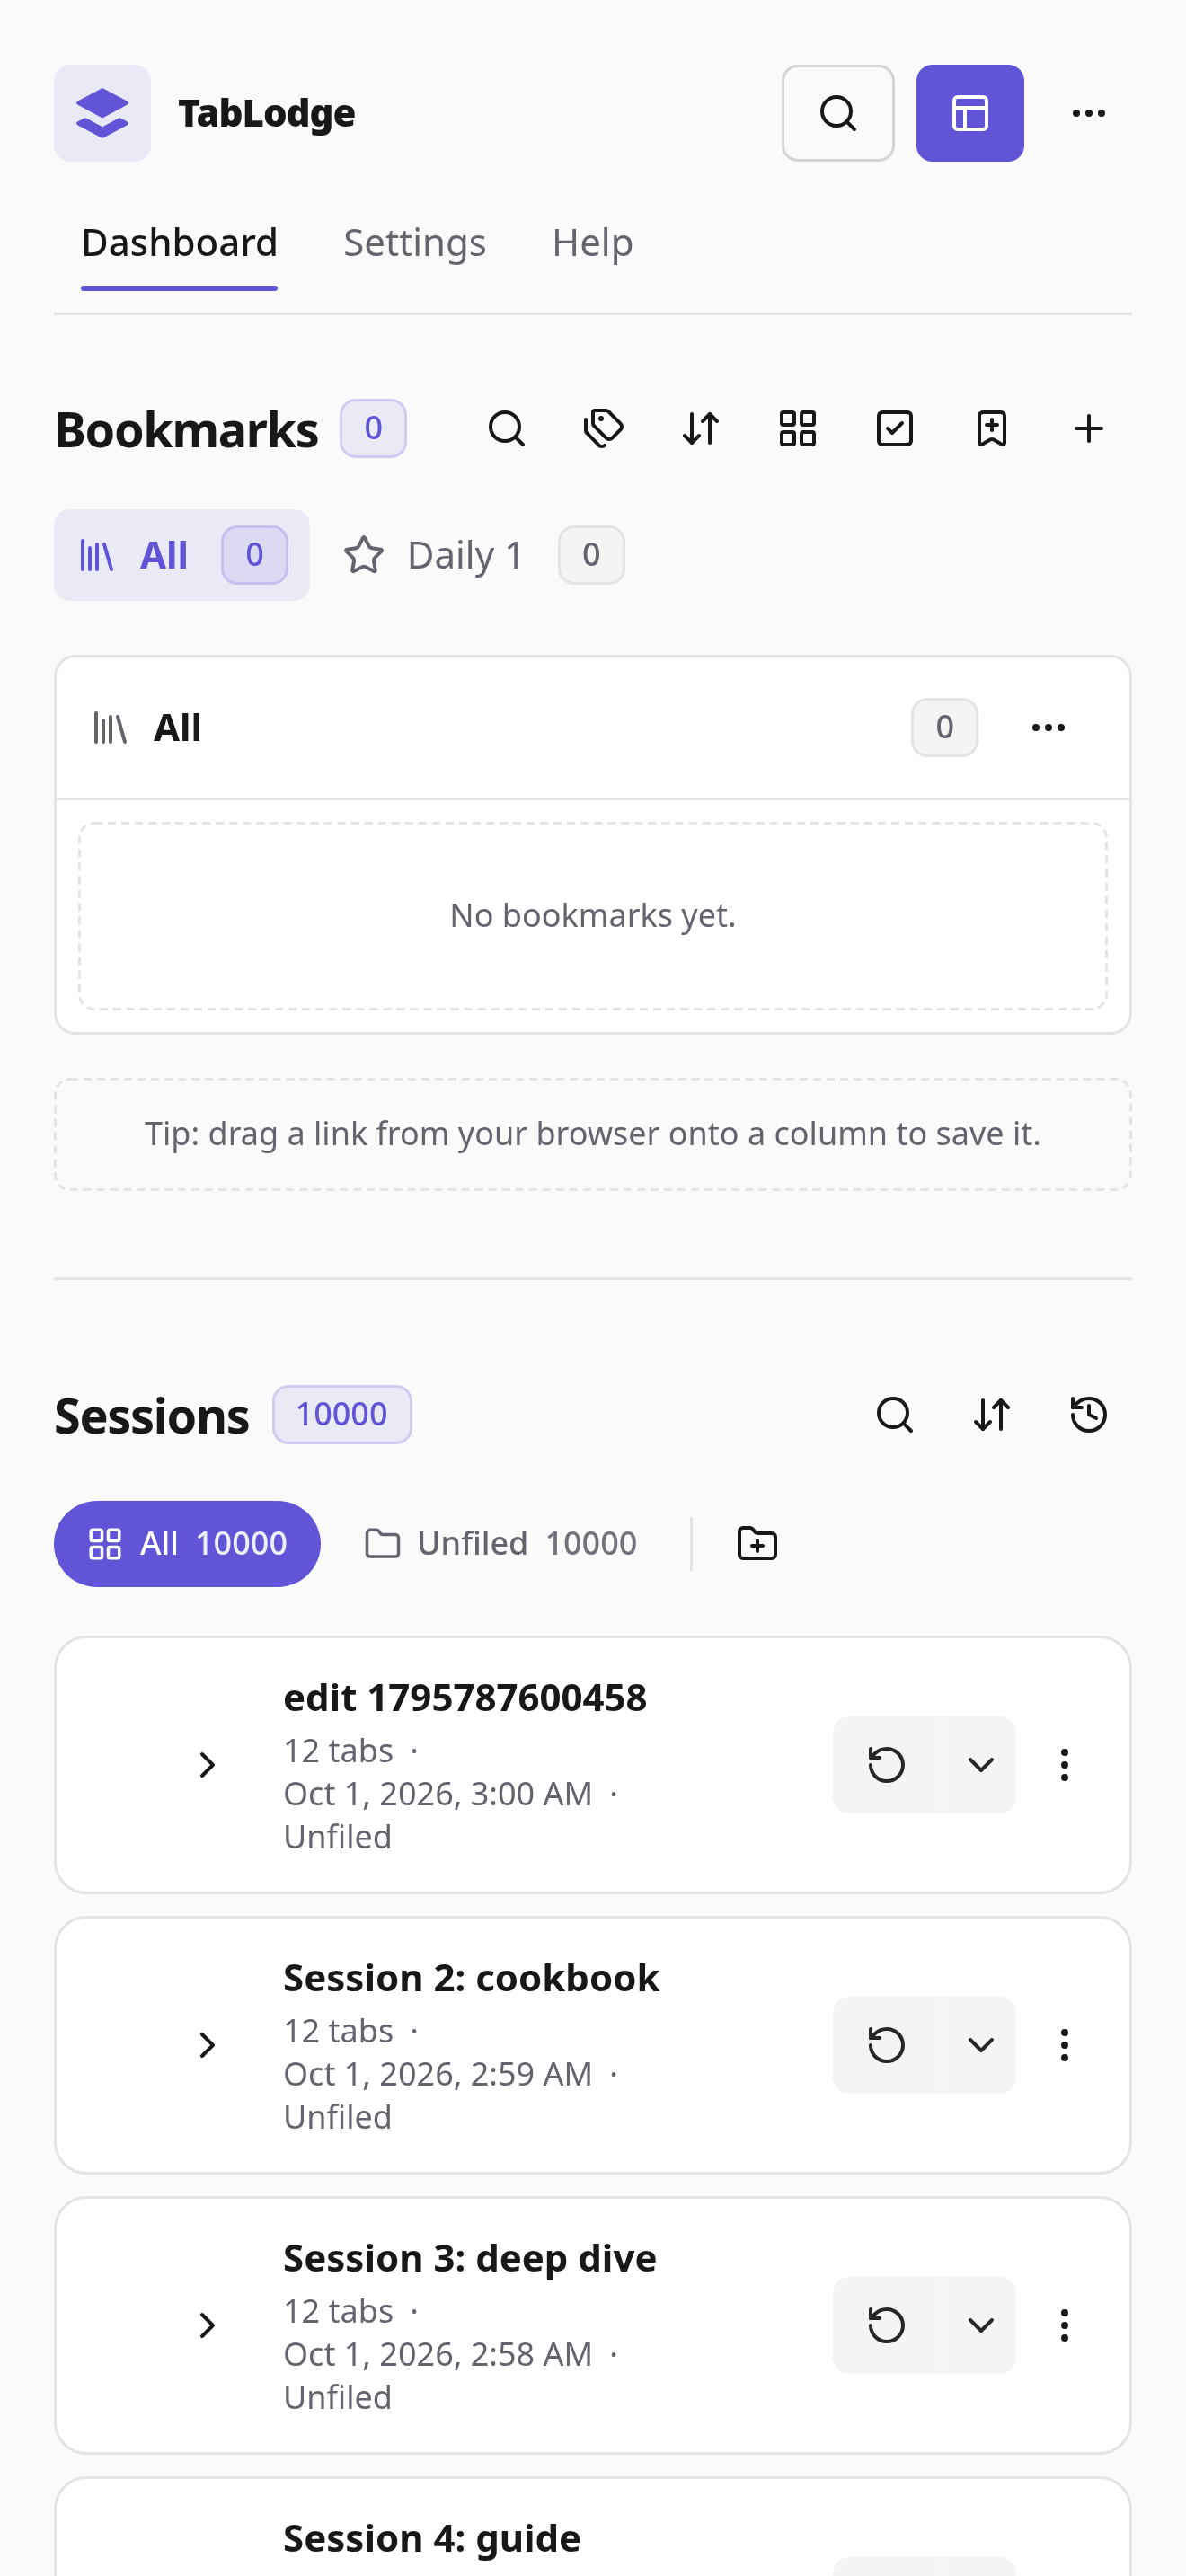 TabLodge
Dashboard Settings Help
Bookmarks 0
All 0 Daily 1 0
All 0
No bookmarks yet.
Tip: drag a link from your browser onto a column to save it.
Sessions 10000
All 10000 Unfiled 10000
edit 1795787600458
12 tabs ·
Oct 1, 2026, 3:00 AM ·
Unfiled
Session 2: cookbook
12 tabs ·
Oct 1, 2026, 2:59 AM ·
Unfiled
Session 3: deep dive
12 tabs ·
Oct 1, 2026, 2:58 AM ·
Unfiled
Session 4: guide